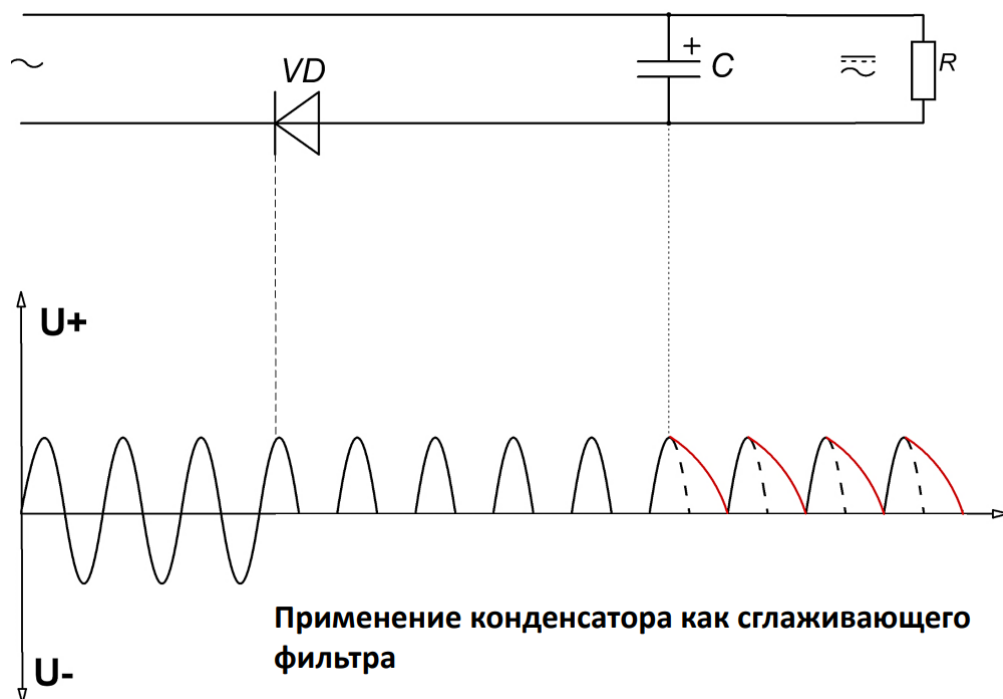 VD
+
C
R
U+
Применение конденсатора как сглаживающего
фильтра
U-